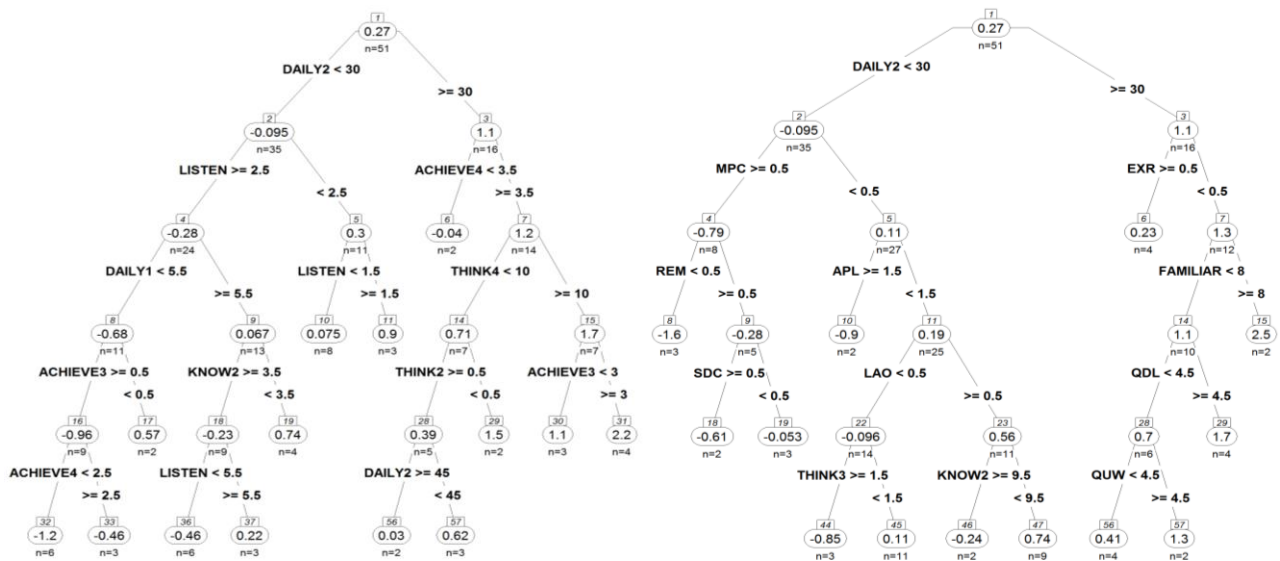 1
0.27
n=51
DAILY2 < 30
>= 30
2
-0.095
n=35
3
1.1
n=16
LISTEN >= 2.5
< 2.5
ACHIEVE4 < 3.5
>= 3.5
4
-0.28
n=24
5
0.3
n=11
6
-0.04
n=2
7
1.2
n=14
DAILY1 < 5.5
>= 5.5
LISTEN < 1.5
>= 1.5
THINK4 < 10
>= 10
8
-0.68
n=11
9
0.067
n=13
10
0.075
n=8
11
0.9
n=3
14
0.71
n=7
15
1.7
n=7
ACHIEVE3 >= 0.5
< 0.5
KNOW2 >= 3.5
< 3.5
THINK2 >= 0.5
< 0.5
ACHIEVE3 < 3
>= 3
16
-0.96
n=9
17
0.57
n=2
18
-0.23
n=9
19
0.74
n=4
28
0.39
n=5
29
1.5
n=2
30
1.1
n=3
31
2.2
n=4
ACHIEVE4 < 2.5
>= 2.5
LISTEN < 5.5
>= 5.5
DAILY2 >= 45
< 45
32
-1.2
n=6
33
-0.46
n=3
36
-0.46
n=6
37
0.22
n=3
56
0.03
n=2
57
0.62
n=3
1
0.27
n=51
DAILY2 < 30
>= 30
2
-0.095
n=35
3
1.1
n=16
MPC >= 0.5
< 0.5
EXR >= 0.5
< 0.5
4
-0.79
n=8
5
0.11
n=27
6
0.23
n=4
7
1.3
n=12
REM < 0.5
>= 0.5
APL >= 1.5
< 1.5
FAMILIAR < 8
>= 8
8
-1.6
n=3
9
-0.28
n=5
10
-0.9
n=2
11
0.19
n=25
14
1.1
n=10
15
2.5
n=2
SDC >= 0.5
< 0.5
LAO < 0.5
>= 0.5
QDL < 4.5
>= 4.5
18
-0.61
n=2
19
-0.053
n=3
22
-0.096
n=14
23
0.56
n=11
28
0.7
n=6
29
1.7
n=4
THINK3 >= 1.5
< 1.5
KNOW2 >= 9.5
< 9.5
QUW < 4.5
>= 4.5
44
-0.85
n=3
45
0.11
n=11
46
-0.24
n=2
47
0.74
n=9
56
0.41
n=4
57
1.3
n=2